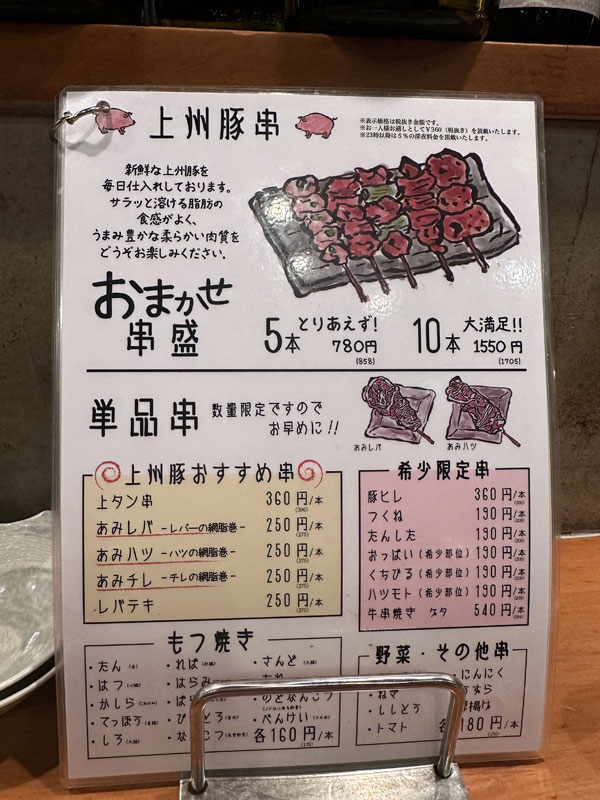 上州豚串
※表示価格は税抜き金額です。
※お一人様お通しとして¥360（税抜き）を頂戴いたします。
※23時以降は5%の深夜料金を頂戴いたします。
新鮮な上州豚を
毎日仕入れしております。
サラッと溶ける脂肪の
食感がよく、
うまみ豊かな柔らかい肉質を
どうぞお楽しみください。
おまかせ
串盛
5本 とりあえず! 780円
(858)
10本 大満足!! 1550円
(1705)
単品串 数量限定ですので
お早めに!!
あみレバ
あみハツ
上州豚おすすめ串
上タン串 360円/本
(396)
あみレバ -レバーの網脂巻- 250円/本
(275)
あみハツ -ハツの網脂巻- 250円/本
(275)
あみチレ -チレの網脂巻- 250円/本
(275)
レバテキ 250円/本
(275)
希少限定串
豚ヒレ 360円/本
つくね 190円/本
たんした 190円/本
おっぱい(希少部位) 190円/本
くちびる(希少部位) 190円/本
ハツモト(希少部位) 190円/本
牛串焼き ゲタ 540円/本
もつ焼き
・たん
・はつ
・かしら
・てっぽう
・しろ
・ればー
・はらみ
・さんど
・のどなんこつ
・べんけい
各160円/本
野菜・その他串
にんにく
・ねぎ
・ししとう
・トマト
180円/本